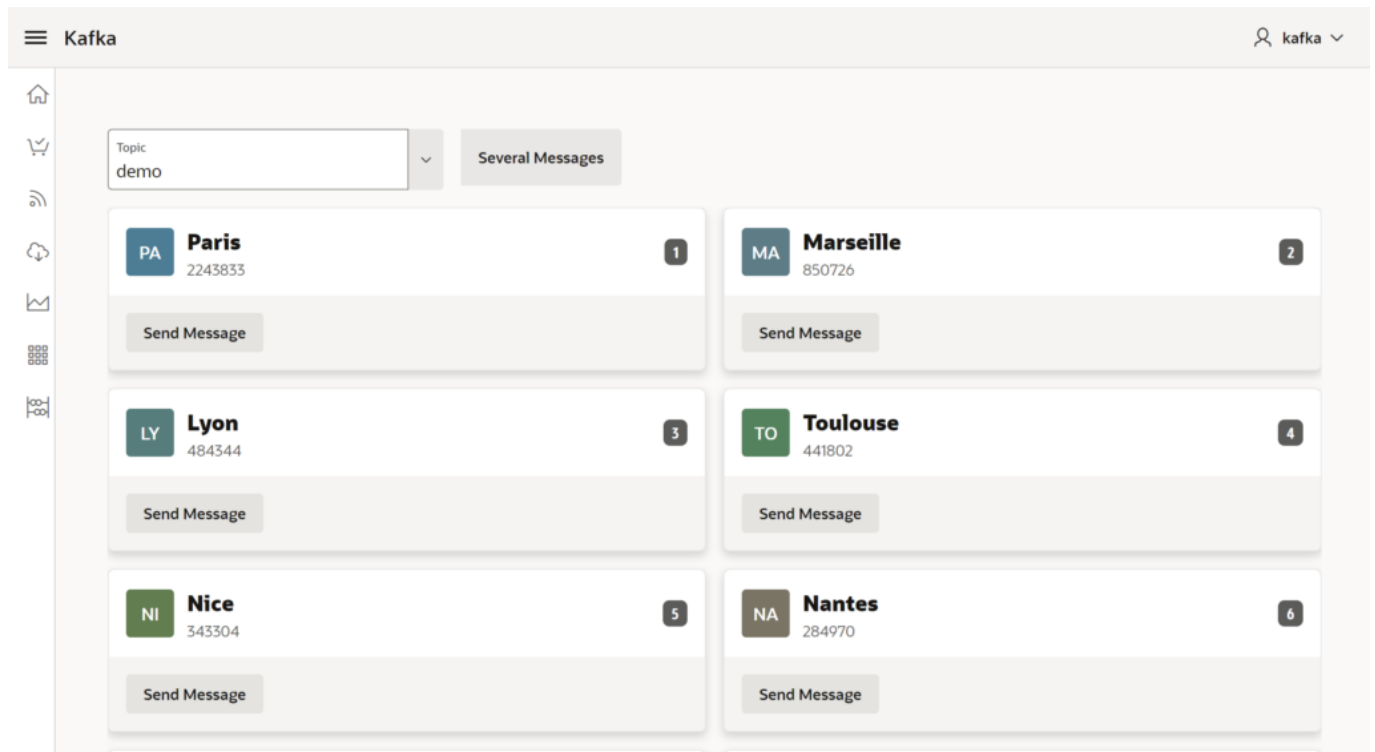 Kafka
kafka
Topic
demo
Several Messages
PA
Paris
2243833
1
Send Message
MA
Marseille
850726
2
Send Message
LY
Lyon
484344
3
Send Message
TO
Toulouse
441802
4
Send Message
NI
Nice
343304
5
Send Message
NA
Nantes
284970
6
Send Message